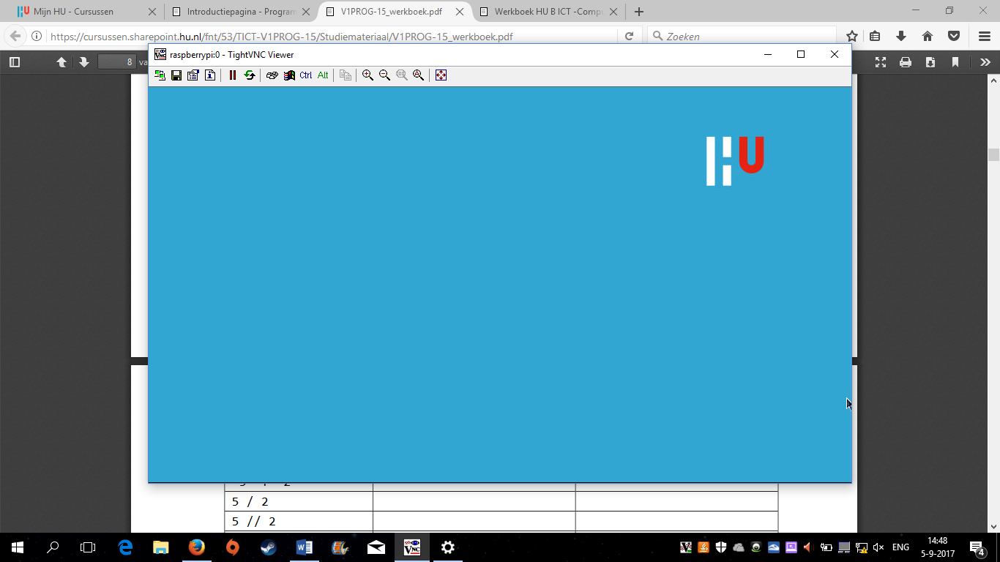 Mijn HU - Cursussen
Introductiepagina - Program
V1PROG-15_werkboek.pdf
Werkboek HU B ICT -Compu
https://cursussen.sharepoint.hu.nl/fnt/53/TICT-V1PROG-15/Studiemateriaal/V1PROG-15_werkboek.pdf
Zoeken
8 va
raspberrypi:0 - TightVNC Viewer
Ctrl Alt
HU
5 / 2
5 // 2
ENG
14:48
5-9-2017
4